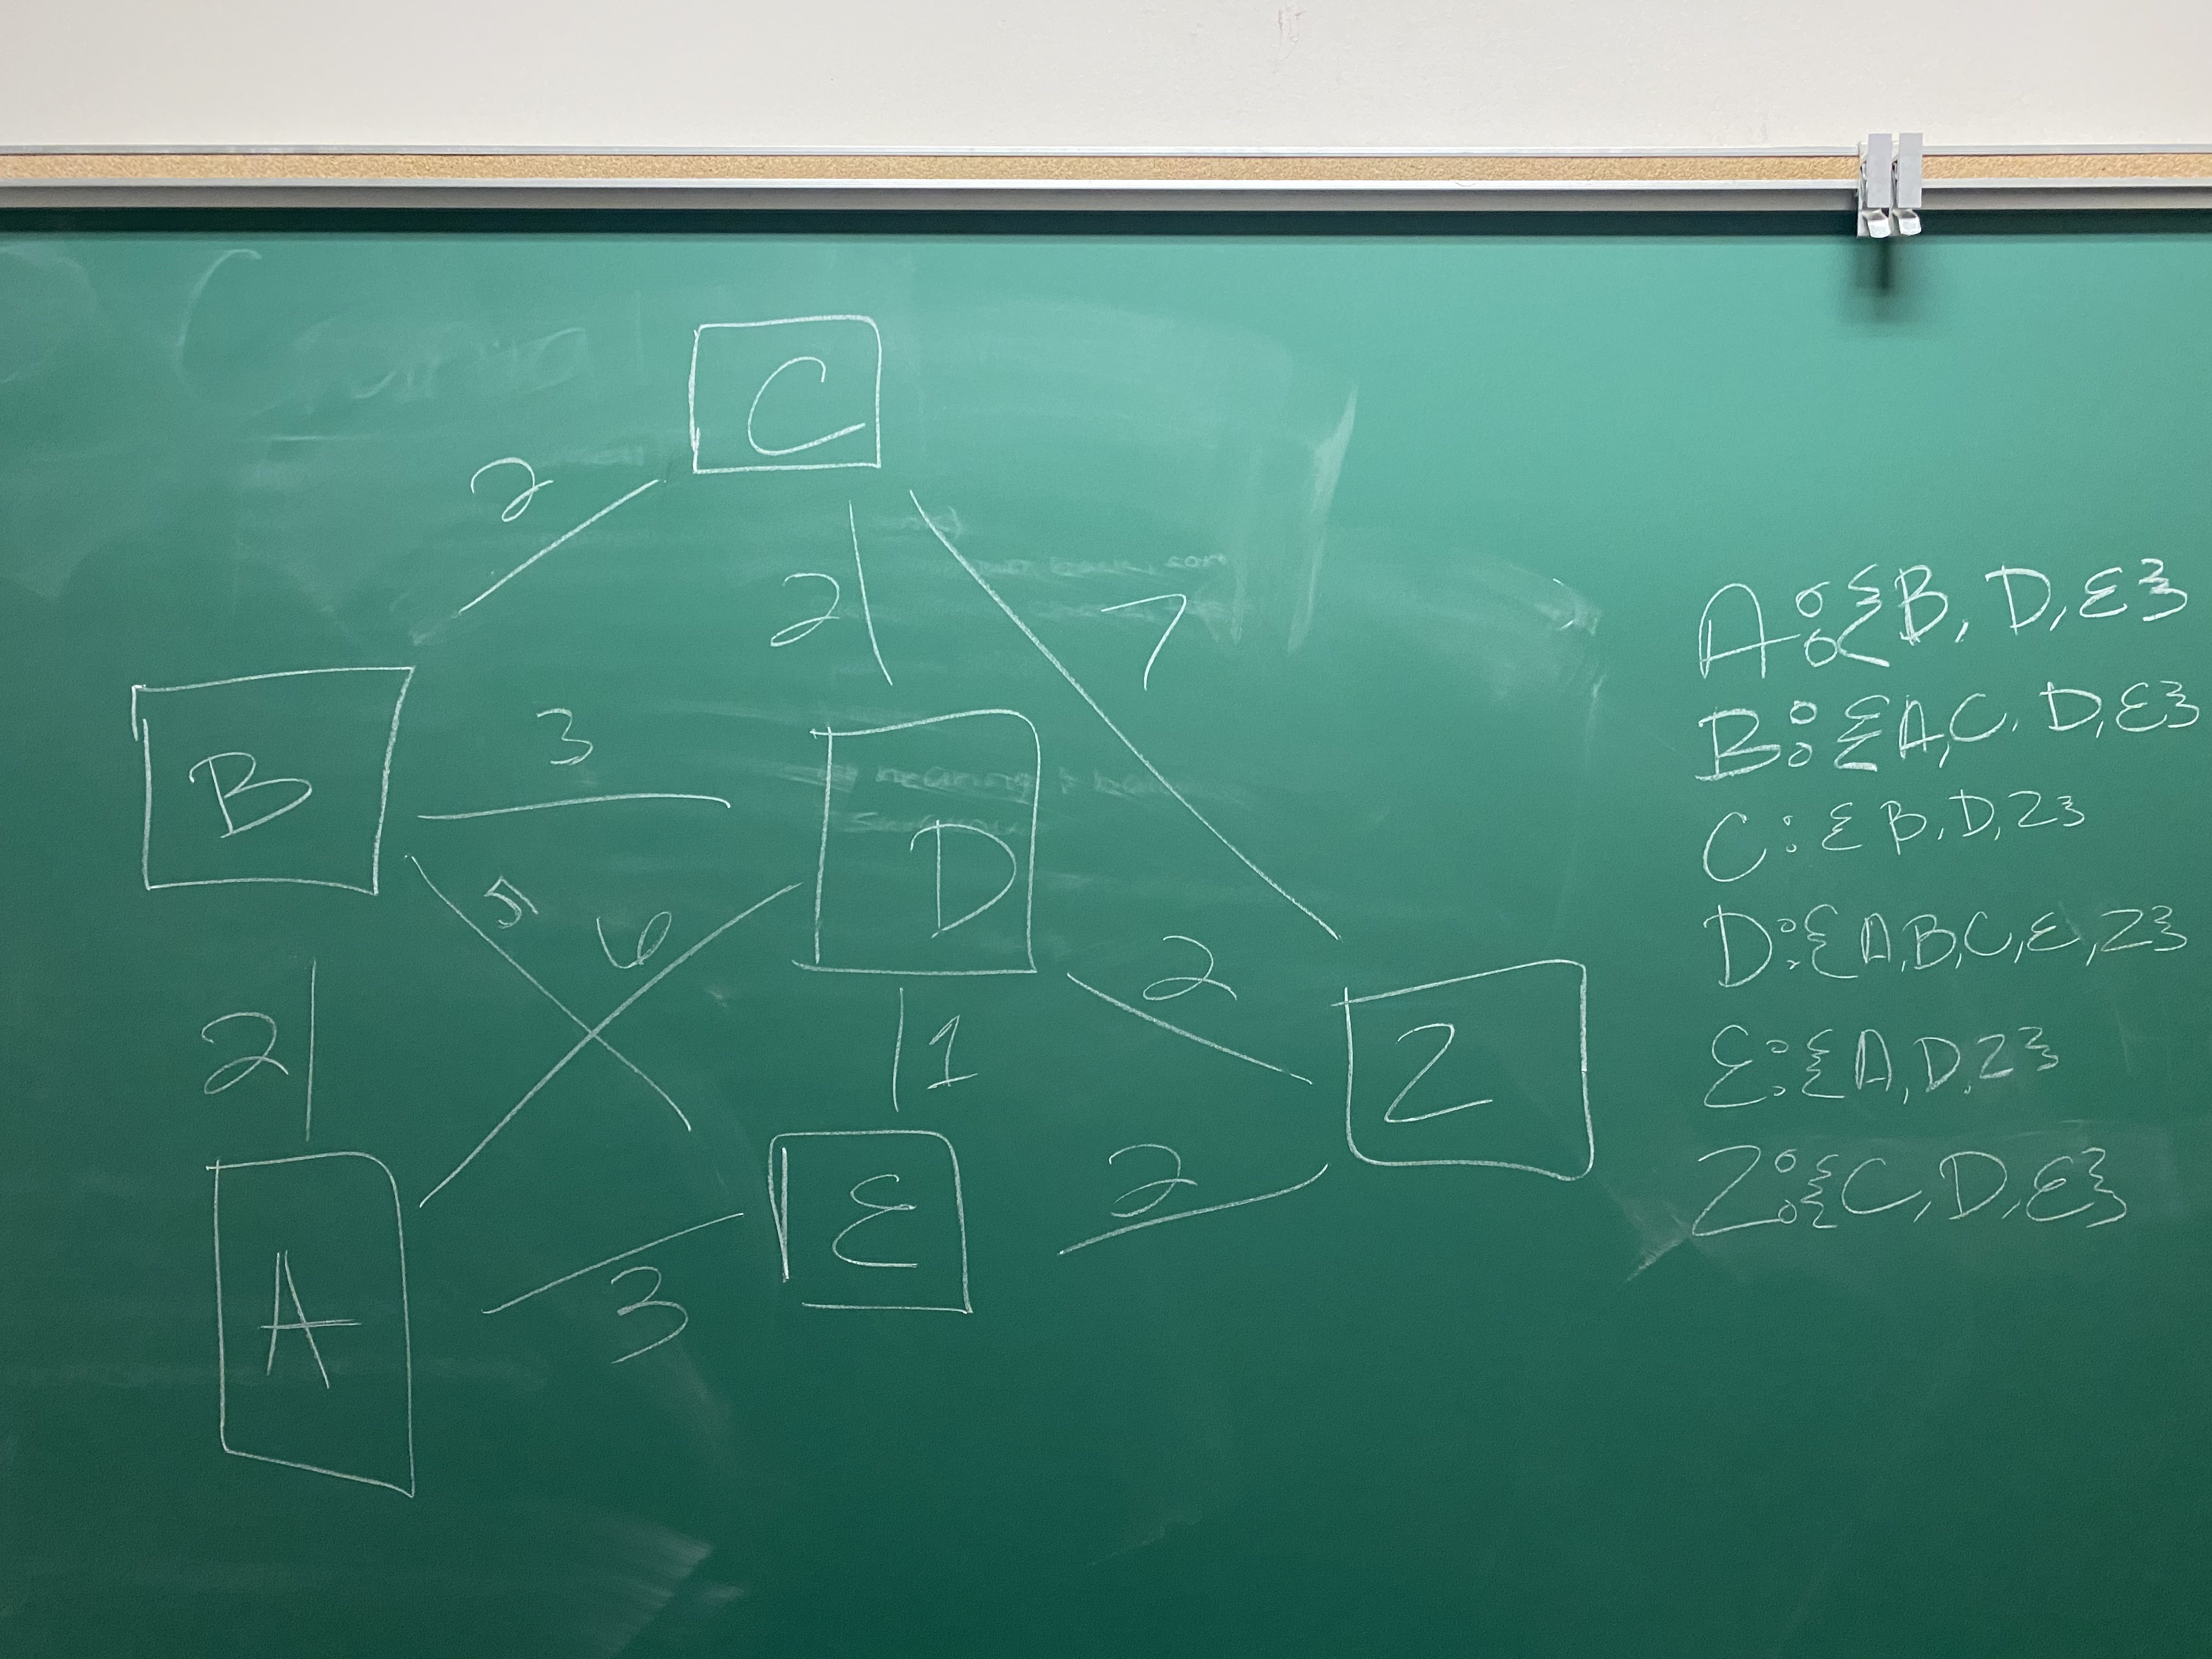 C
2
2
7
B
3
D
5
6
2
2
1
Z
A
3
E
2
A: {B, D, E}
B: {A, C, D, E}
C: {B, D, Z}
D: {A, B, C, E, Z}
E: {A, D, Z}
Z: {C, D, E}